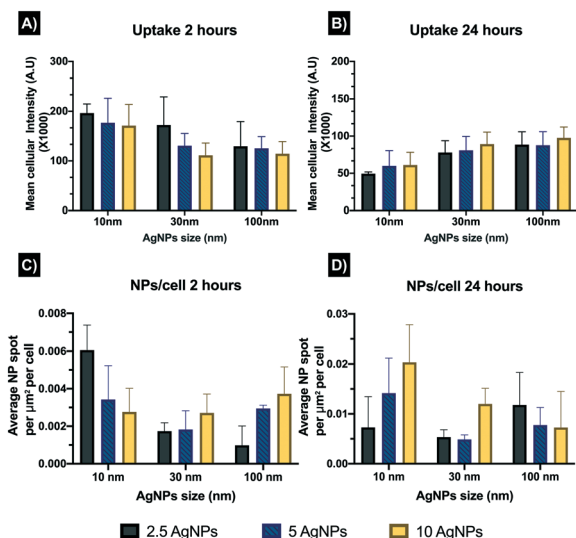 A) Uptake 2 hours
Mean cellular Intensity (A.U)
(X1000)
300
200
100
0
10nm 30nm 100nm
AgNPs size (nm)
B) Uptake 24 hours
Mean cellular Intensity (A.U)
(X1000)
200
150
100
50
0
10nm 30nm 100nm
AgNPs size (nm)
C) NPs/cell 2 hours
Average NP spot
per µm² per cell
0.008
0.006
0.004
0.002
0.000
10 nm 30 nm 100 nm
AgNPs size (nm)
D) NPs/cell 24 hours
Average NP spot
per µm² per cell
0.03
0.02
0.01
0.00
10 nm 30 nm 100 nm
AgNPs size (nm)
2.5 AgNPs 5 AgNPs 10 AgNPs